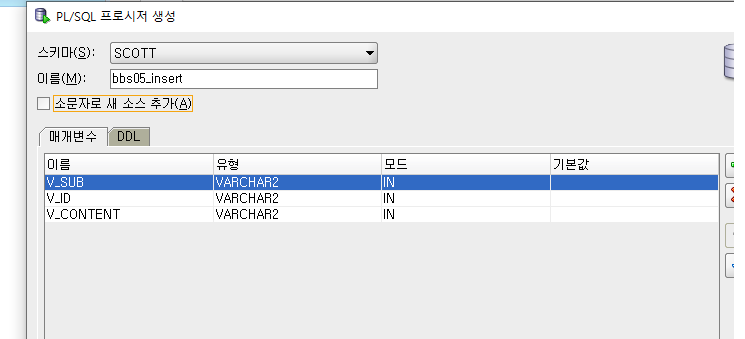 PL/SQL 프로시저 생성
스키마(S): SCOTT
이름(M): bbs05_insert
소문자로 새 소스 추가(A)
매개변수 DDL
이름 유형 모드 기본값
V_SUB VARCHAR2 IN
V_ID VARCHAR2 IN
V_CONTENT VARCHAR2 IN